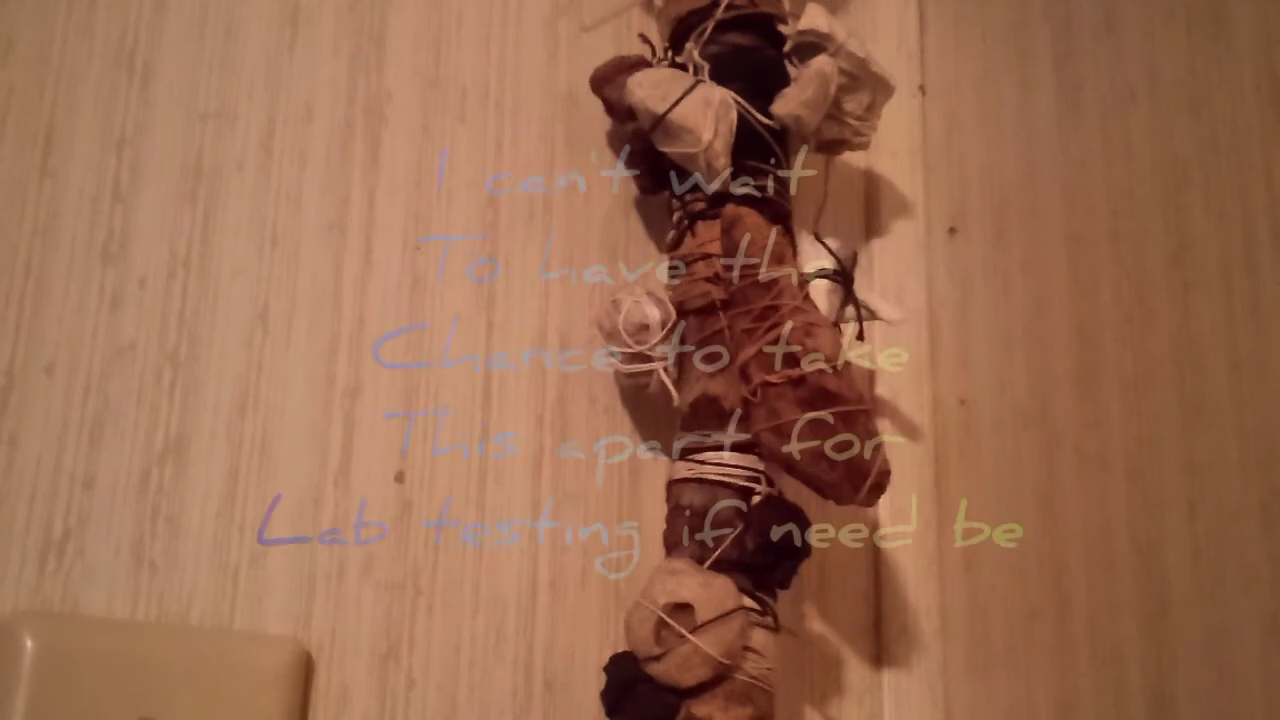 I can't wait
To have the
Chance to take
This apart for
Lab testing if need be